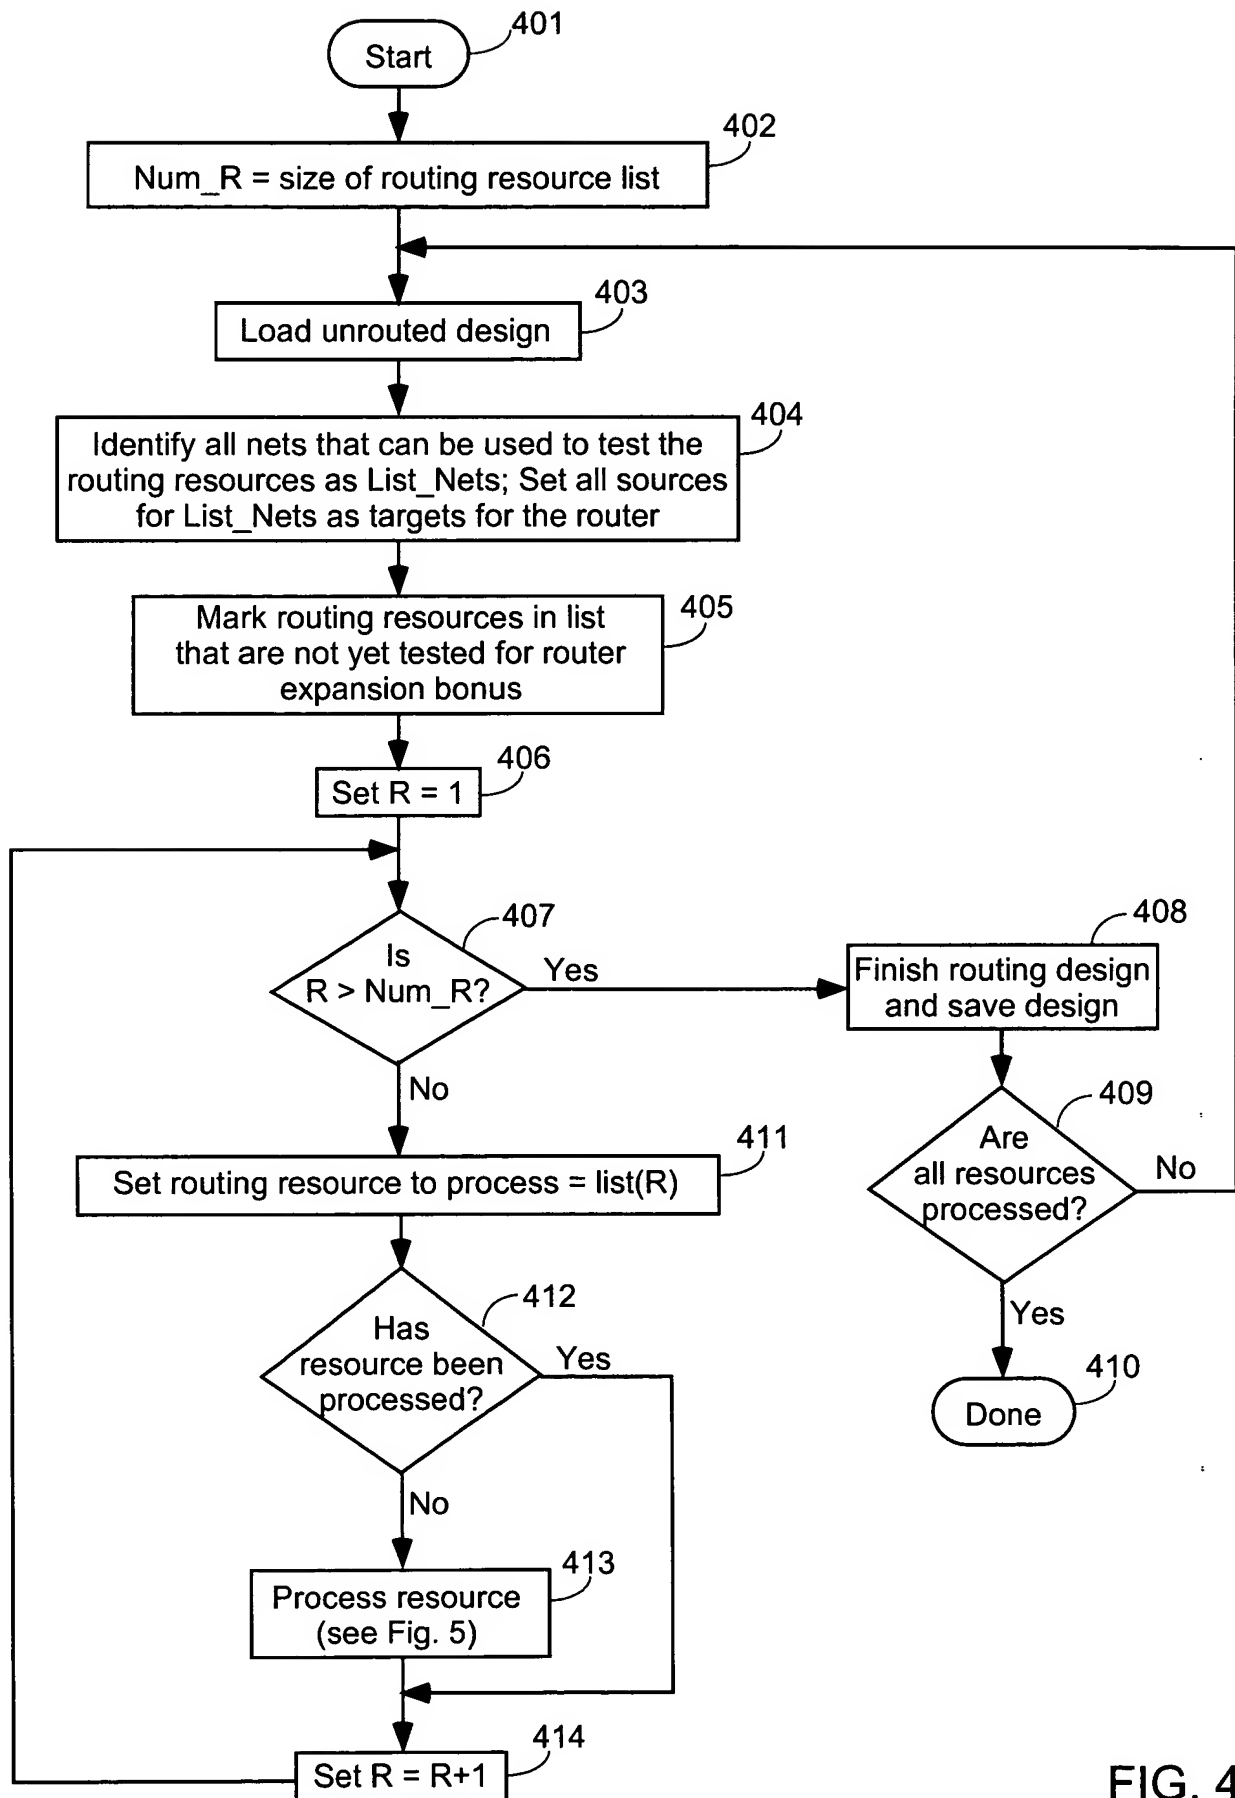 401
Start
402
Num_R = size of routing resource list
403
Load unrouted design
404
Identify all nets that can be used to test the
routing resources as List_Nets; Set all sources
for List_Nets as targets for the router
405
Mark routing resources in list
that are not yet tested for router
expansion bonus
406
Set R = 1
407
Is
R > Num_R?
Yes
No
408
Finish routing design
and save design
409
Are
all resources
processed?
No
Yes
410
Done
411
Set routing resource to process = list(R)
412
Has
resource been
processed?
Yes
No
413
Process resource
(see Fig. 5)
414
Set R = R+1
FIG. 4